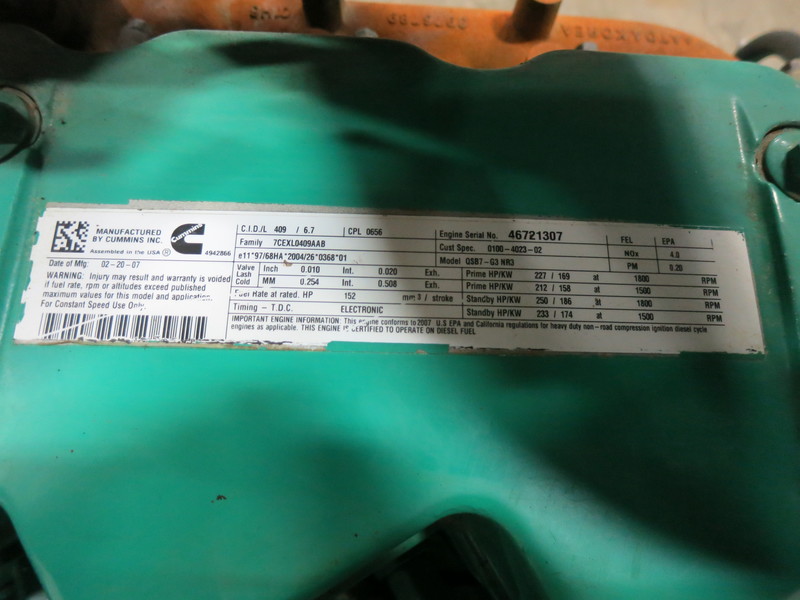 MANUFACTURED
BY CUMMINS INC.
Cummins
Assembled in the USA ® 4942866
Date of Mfg. 02-20-07
WARNING: Injury may result and warranty is voided
if fuel rate, rpm or altitudes exceed published
maximum values for this model and application
For Constant Speed Use Only
C.I.D./L 409 / 6.7 CPL 0656
Family 7CEXL0409AAB
e11*97/68HA*2004/26*0368*01
Valve Lash Cold Inch 0.010 Int. 0.020 Exh.
MM 0.254 Int. 0.508 Exh.
Fuel Rate at rated. HP 152 mm3 / stroke
Timing - T.D.C. ELECTRONIC
Engine Serial No. 46721307
Cust Spec. 0100-4023-02
Model QSB7-G3 NR3
FEL EPA
NOx 4.0
PM 0.20
Prime HP/KW 227 / 169 at 1800 RPM
Prime HP/KW 212 / 158 at 1500 RPM
Standby HP/KW 250 / 186 at 1800 RPM
Standby HP/KW 233 / 174 at 1500 RPM
IMPORTANT ENGINE INFORMATION: This engine conforms to 2007 U.S EPA and California regulations for heavy duty non-road compression ignition diesel cycle
engines as applicable. THIS ENGINE IS CERTIFIED TO OPERATE ON DIESEL FUEL